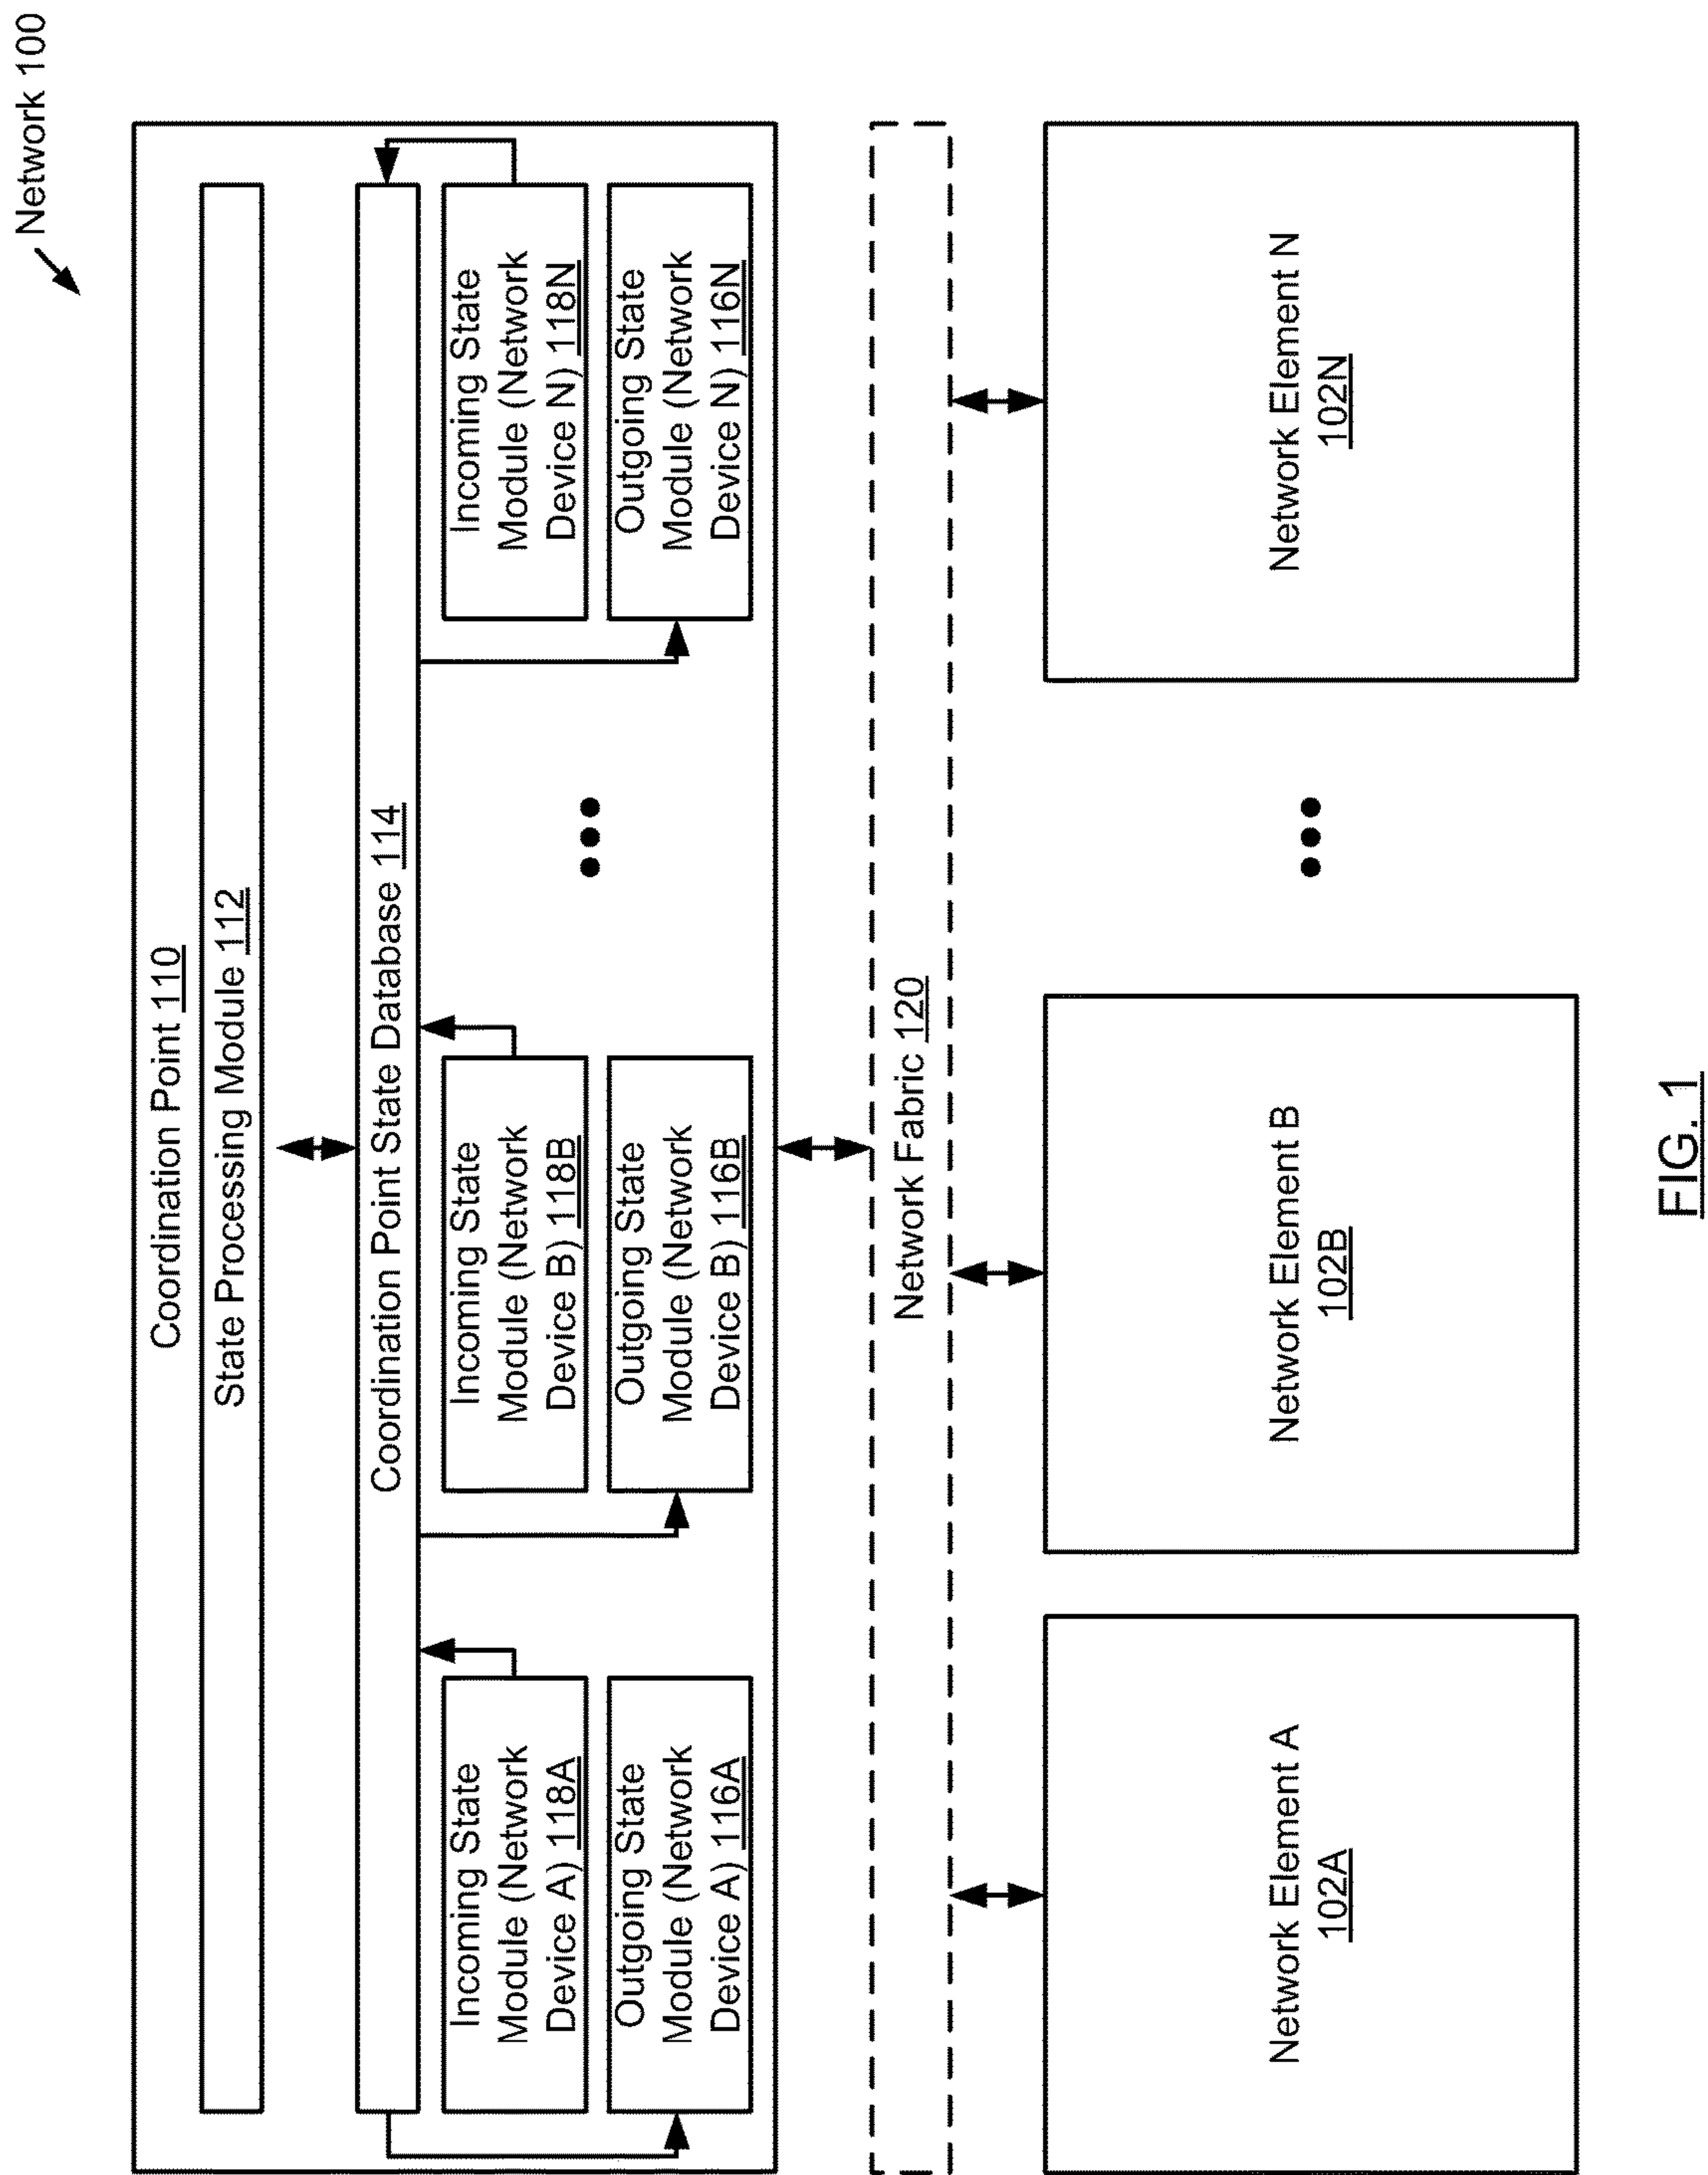 Network 100
Coordination Point 110
State Processing Module 112
Coordination Point State Database 114
Incoming State
Module (Network
Device A) 118A
Outgoing State
Module (Network
Device A) 116A
Incoming State
Module (Network
Device B) 118B
Outgoing State
Module (Network
Device B) 116B
Incoming State
Module (Network
Device N) 118N
Outgoing State
Module (Network
Device N) 116N
Network Fabric 120
Network Element A
102A
Network Element B
102B
Network Element N
102N
FIG. 1